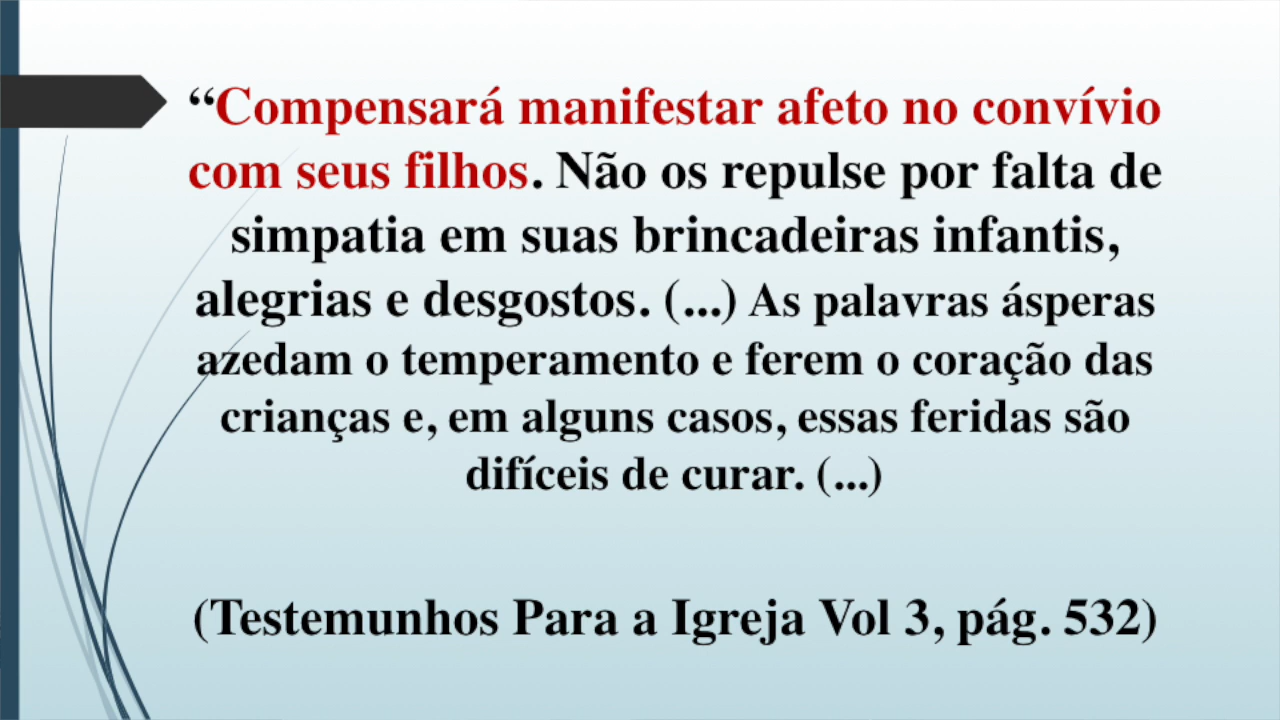 “Compensará manifestar afeto no convívio
com seus filhos. Não os repulse por falta de
simpatia em suas brincadeiras infantis,
alegrias e desgostos. (...) As palavras ásperas
azedam o temperamento e ferem o coração das
crianças e, em alguns casos, essas feridas são
difíceis de curar. (...)
(Testemunhos Para a Igreja Vol 3, pág. 532)